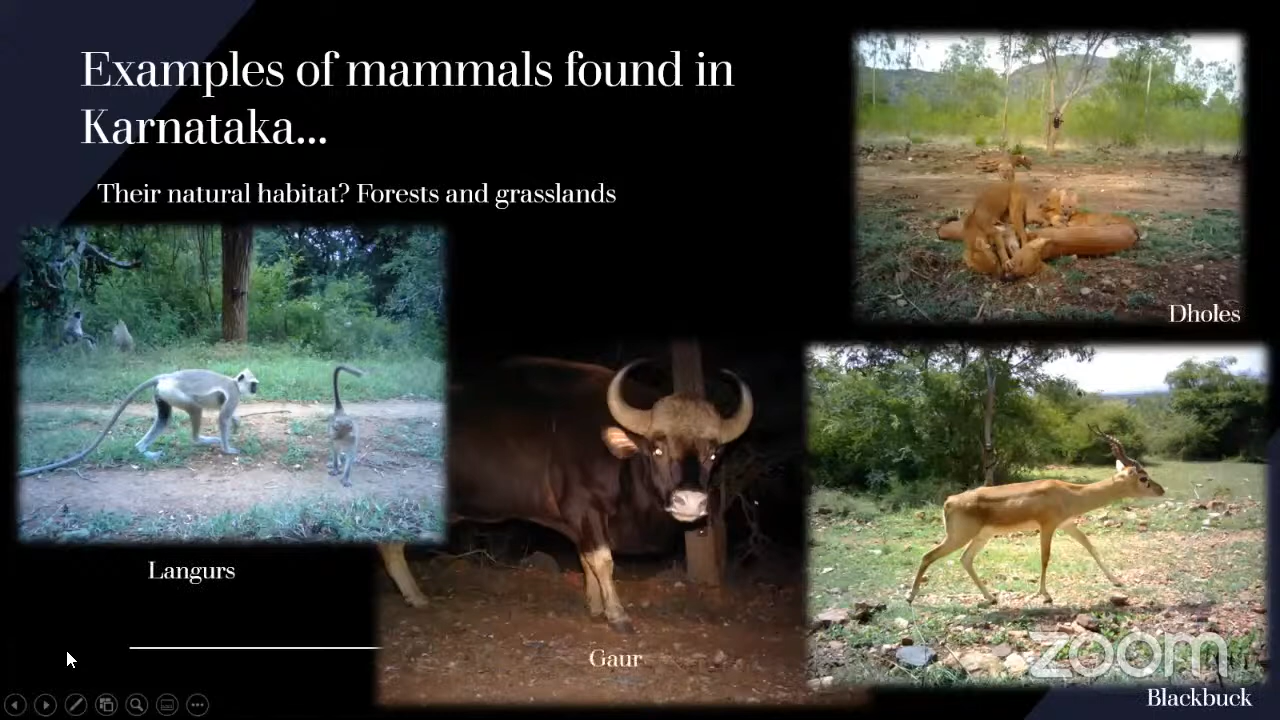 Examples of mammals found in
Karnataka...
Their natural habitat? Forests and grasslands
Dholes
Langurs
Gaur
zoom
Blackbuck